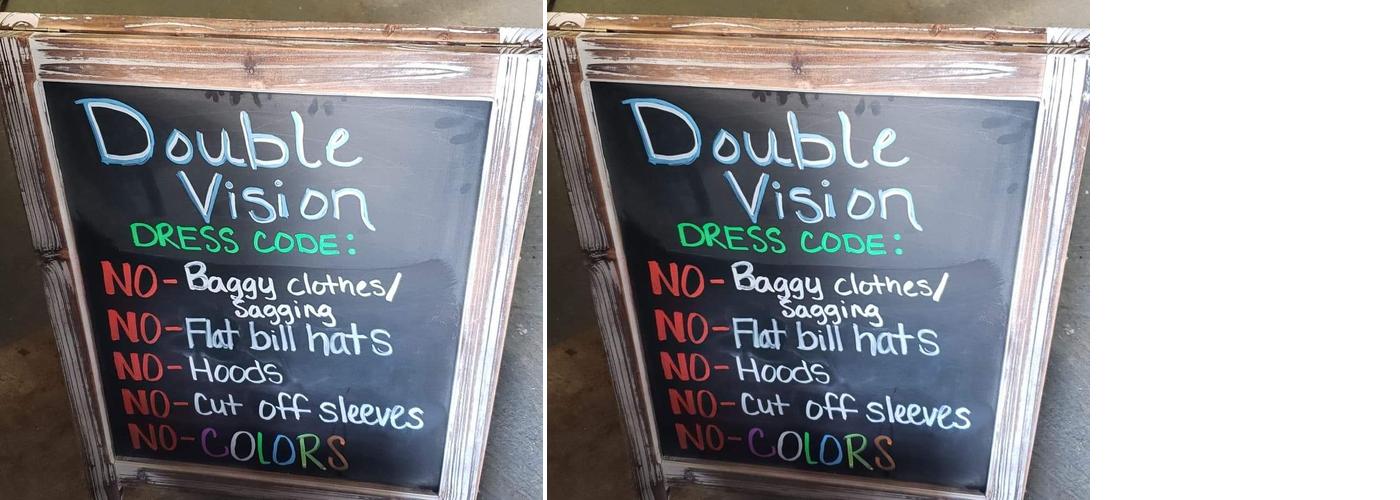 Double
Vision
DRESS CODE:
NO-Baggy clothes/
sagging
NO-Flat bill hats
NO-Hoods
NO-Cut off sleeves
NO-COLORS
Double
Vision
DRESS CODE:
NO-Baggy clothes/
sagging
NO-Flat bill hats
NO-Hoods
NO-Cut off sleeves
NO-COLORS